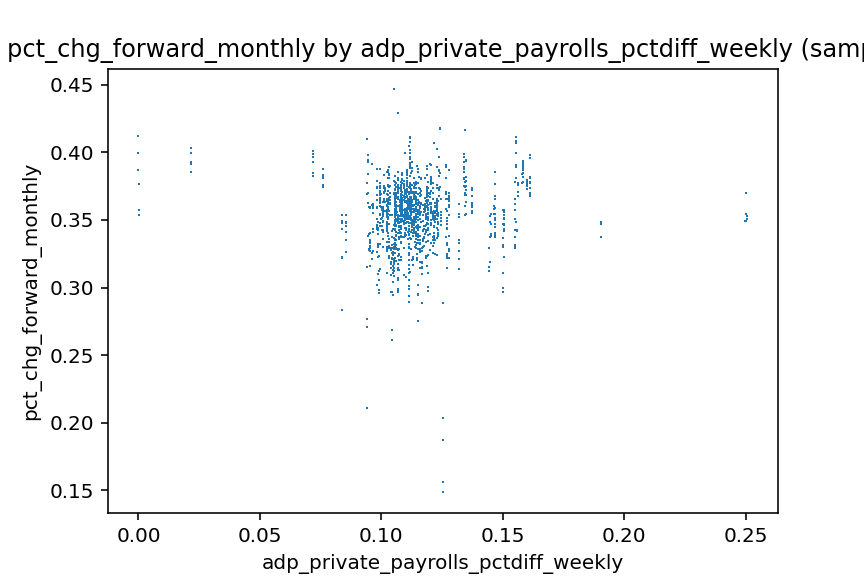 pct_chg_forward_monthly by adp_private_payrolls_pctdiff_weekly (samp
0.45
0.40
0.35
0.30
0.25
0.20
0.15
pct_chg_forward_monthly
0.00 0.05 0.10 0.15 0.20 0.25
adp_private_payrolls_pctdiff_weekly